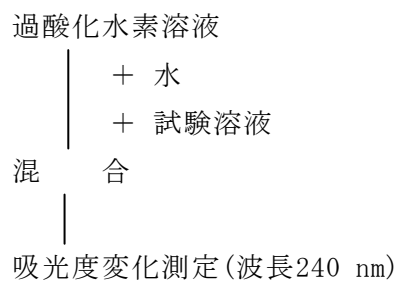 過酸化水素溶液
＋ 水
＋ 試験溶液
混　　合
吸光度変化測定(波長240 nm)